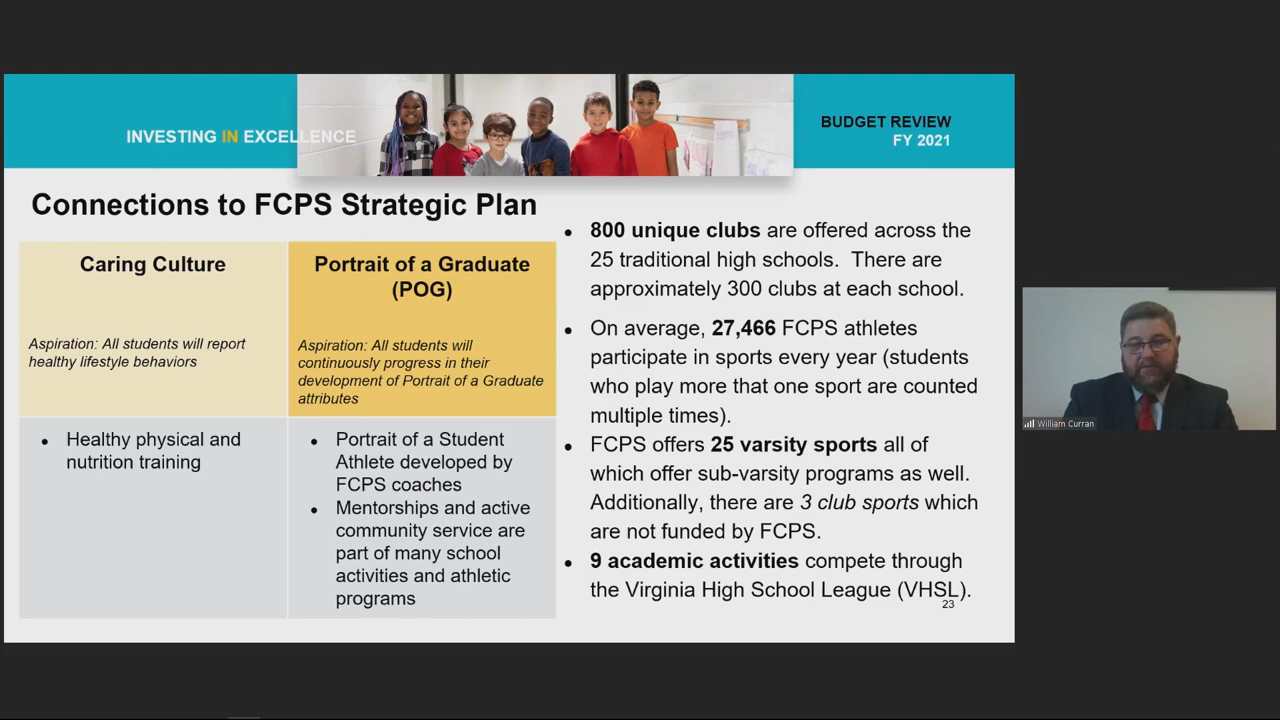 INVESTING IN EXCELLENCE
BUDGET REVIEW
FY 2021
Connections to FCPS Strategic Plan
Caring Culture
Aspiration: All students will report
healthy lifestyle behaviors
• Healthy physical and
nutrition training
Portrait of a Graduate
(POG)
Aspiration: All students will
continuously progress in their
development of Portrait of a Graduate
attributes
• Portrait of a Student
Athlete developed by
FCPS coaches
• Mentorships and active
community service are
part of many school
activities and athletic
programs
• 800 unique clubs are offered across the
25 traditional high schools. There are
approximately 300 clubs at each school.
• On average, 27,466 FCPS athletes
participate in sports every year (students
who play more that one sport are counted
multiple times).
• FCPS offers 25 varsity sports all of
which offer sub-varsity programs as well.
Additionally, there are 3 club sports which
are not funded by FCPS.
• 9 academic activities compete through
the Virginia High School League (VHSL).
23
William Curran